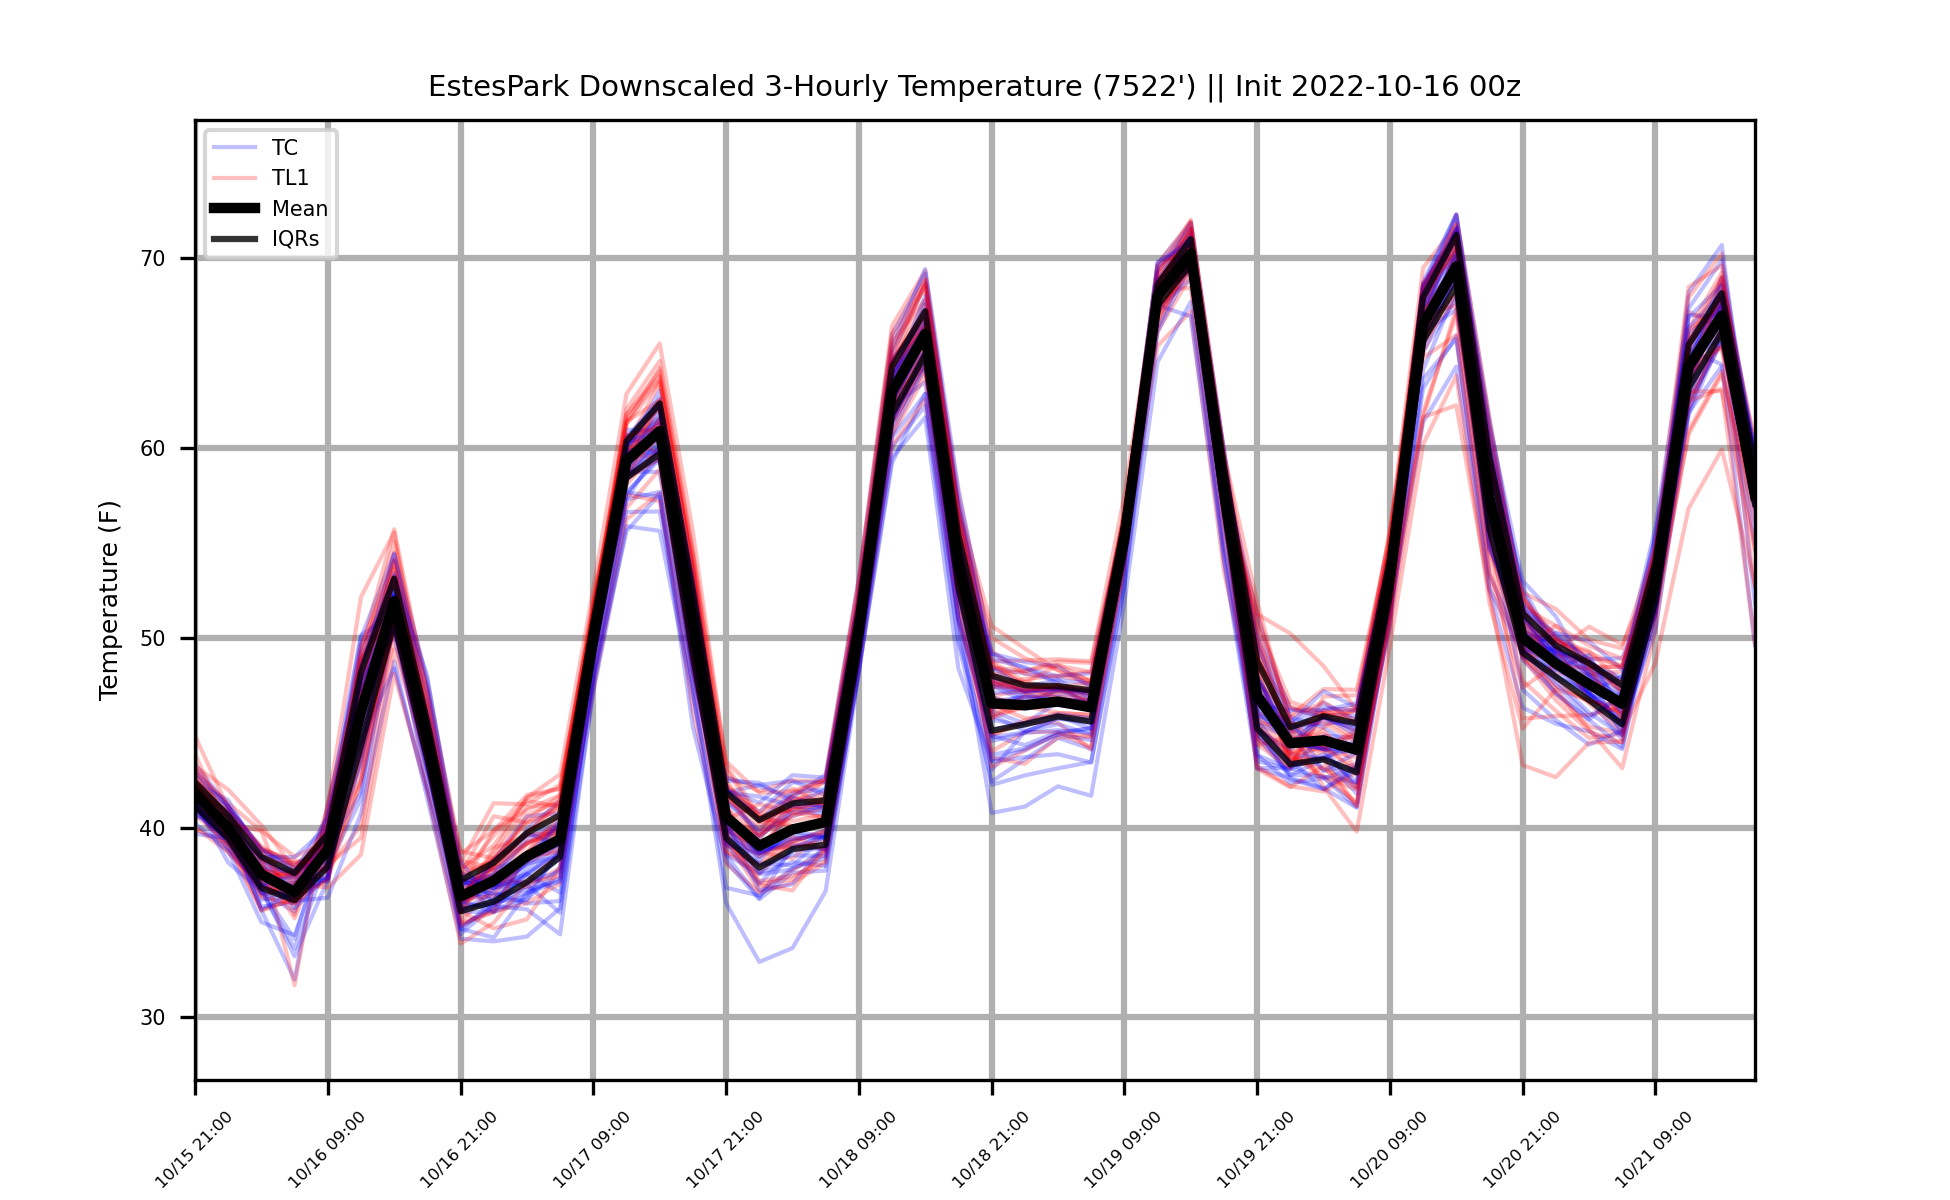 EstesPark Downscaled 3-Hourly Temperature (7522') || Init 2022-10-16 00z
TC
TL1
Mean
IQRs
Temperature (F)
70
60
50
40
30
10/15 21:00
10/16 09:00
10/16 21:00
10/17 09:00
10/17 21:00
10/18 09:00
10/18 21:00
10/19 09:00
10/19 21:00
10/20 09:00
10/20 21:00
10/21 09:00